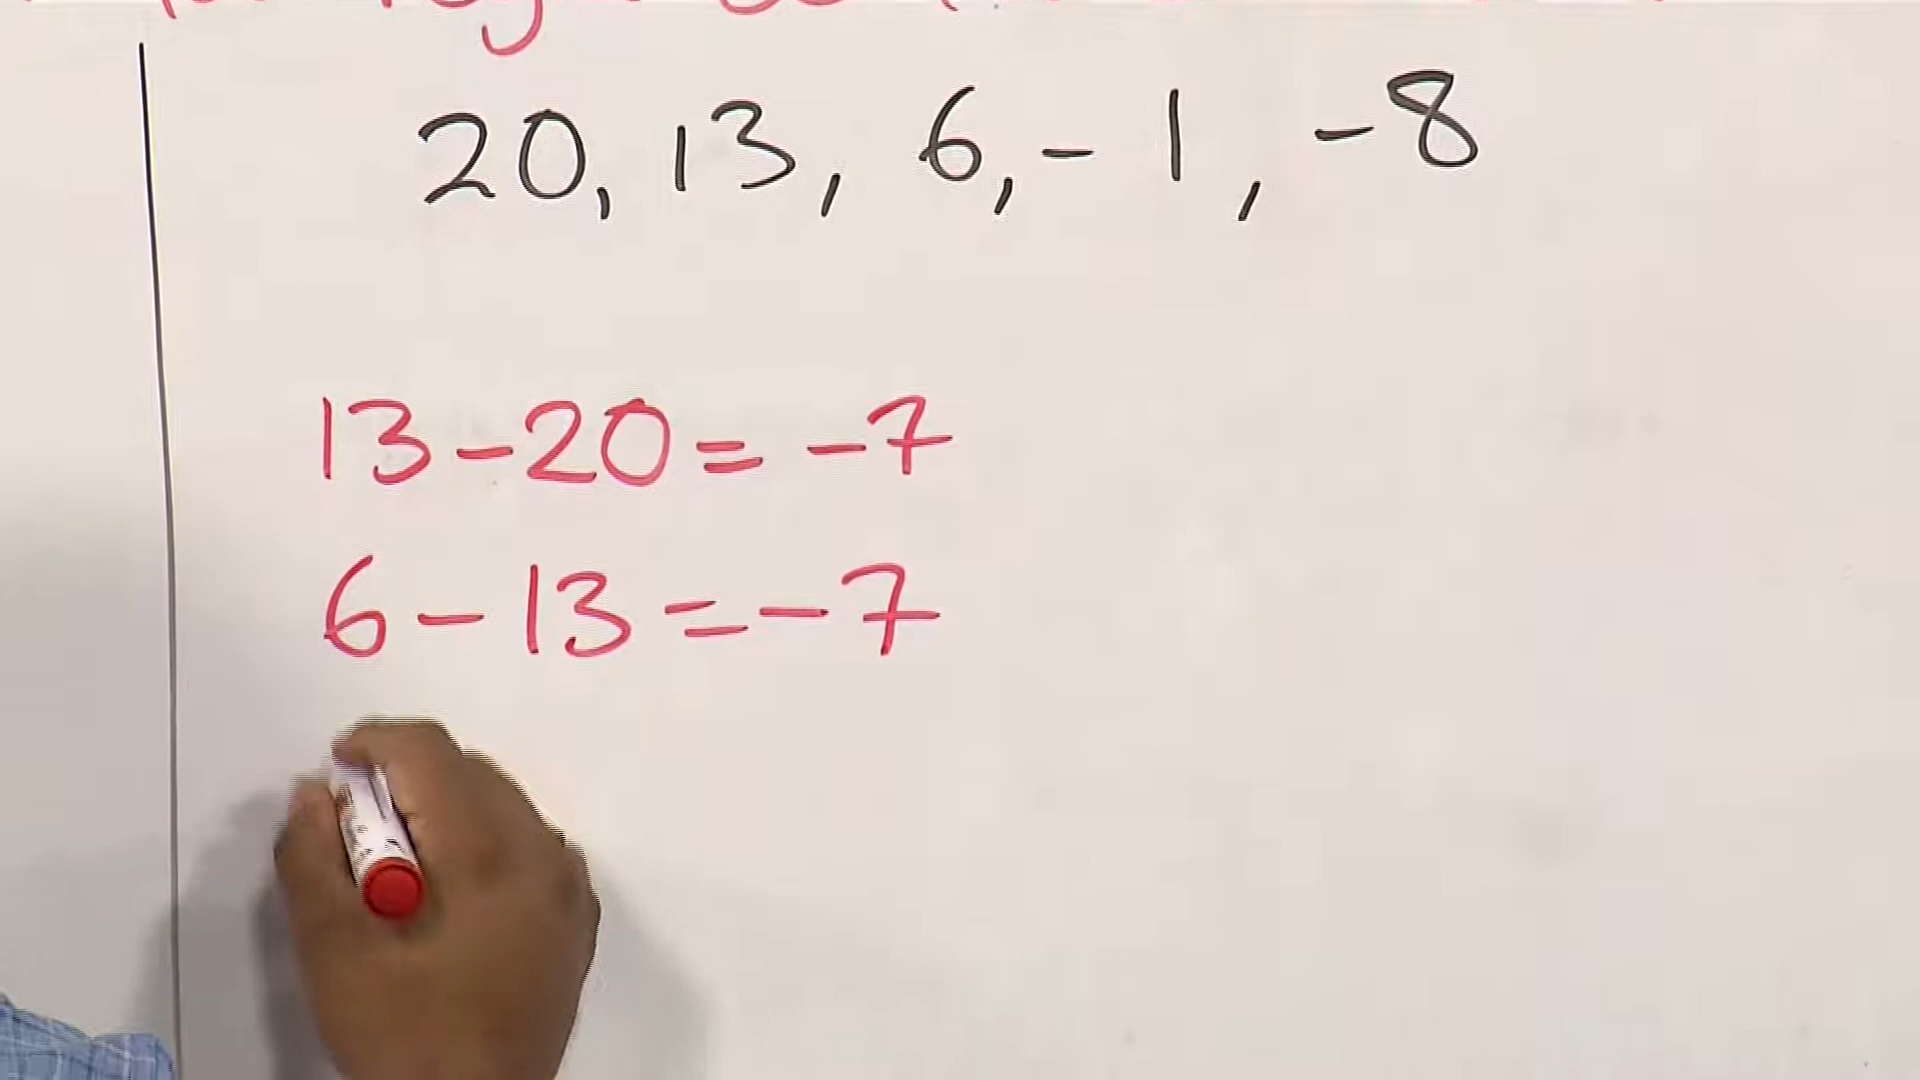 20, 13, 6, - 1, -8
13-20= -7
6-13=-7